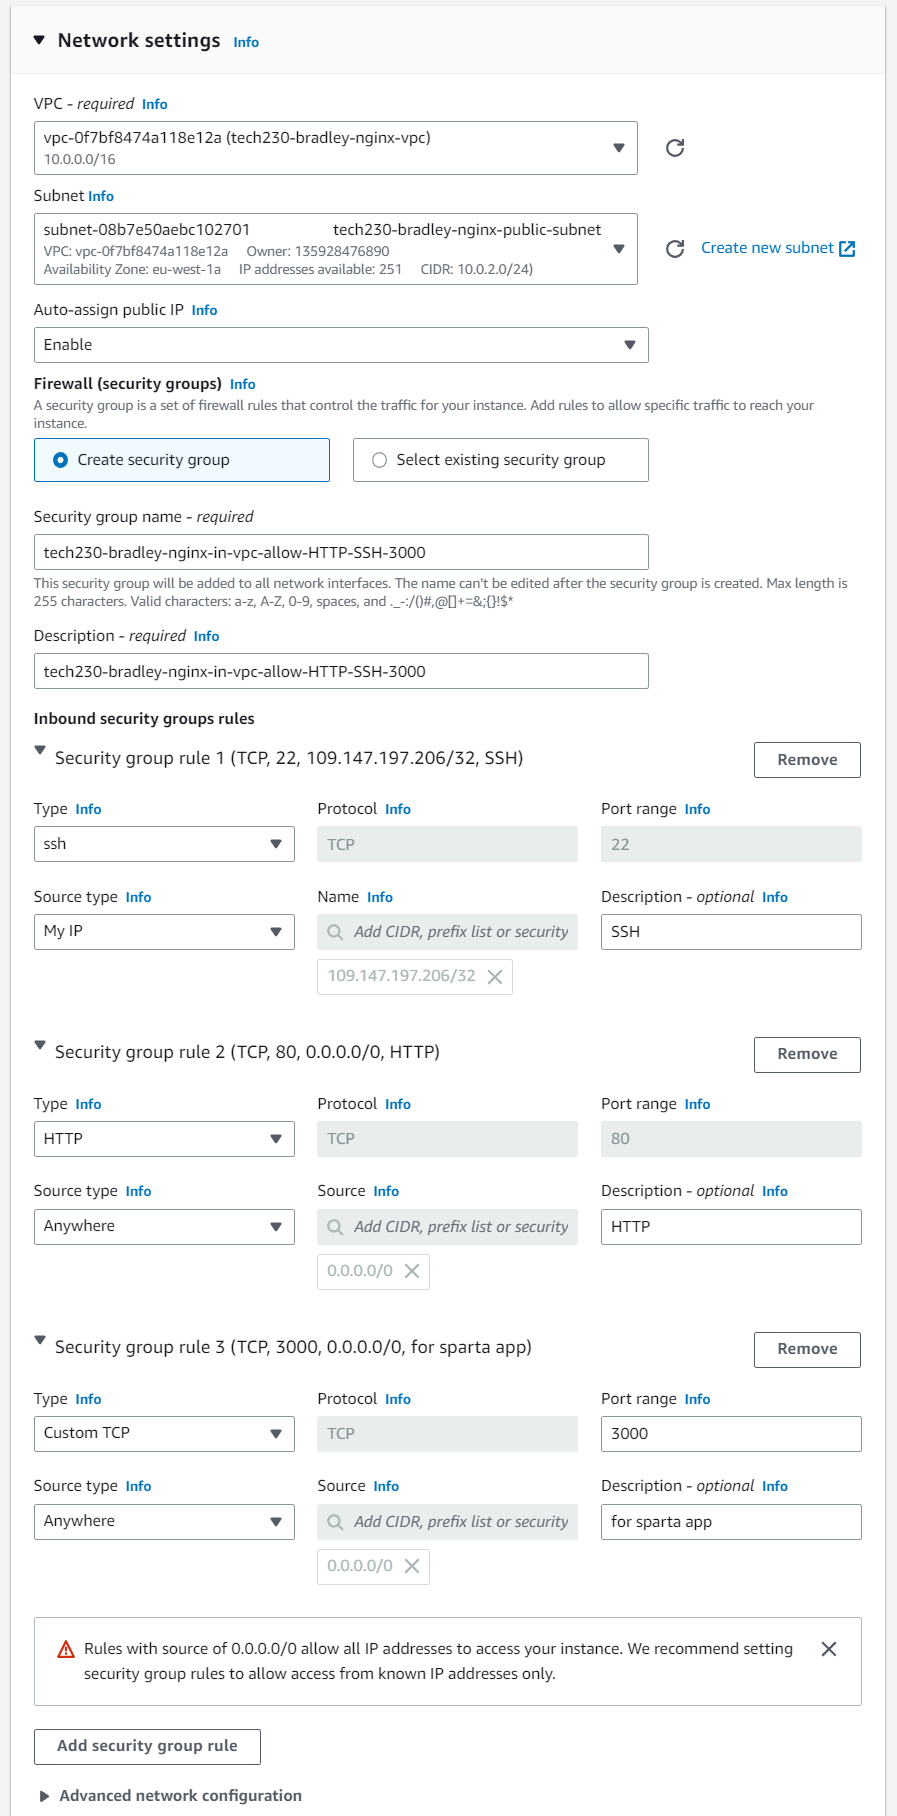 Network settings Info
VPC - required Info
vpc-0f7bf8474a118e12a (tech230-bradley-nginx-vpc)
10.0.0.0/16
Subnet Info
subnet-08b7e50aebc102701 tech230-bradley-nginx-public-subnet
VPC: vpc-0f7bf8474a118e12a Owner: 135928476890
Availability Zone: eu-west-1a IP addresses available: 251 CIDR: 10.0.2.0/24)
Create new subnet
Auto-assign public IP Info
Enable
Firewall (security groups) Info
A security group is a set of firewall rules that control the traffic for your instance. Add rules to allow specific traffic to reach your
instance.
Create security group Select existing security group
Security group name - required
tech230-bradley-nginx-in-vpc-allow-HTTP-SSH-3000
This security group will be added to all network interfaces. The name can't be edited after the security group is created. Max length is
255 characters. Valid characters: a-z, A-Z, 0-9, spaces, and ._-:/()#,@[]+=&;{}!$*
Description - required Info
tech230-bradley-nginx-in-vpc-allow-HTTP-SSH-3000
Inbound security groups rules
Security group rule 1 (TCP, 22, 109.147.197.206/32, SSH) Remove
Type Info Protocol Info Port range Info
ssh TCP 22
Source type Info Name Info Description - optional Info
My IP Add CIDR, prefix list or security SSH
109.147.197.206/32
Security group rule 2 (TCP, 80, 0.0.0.0/0, HTTP) Remove
Type Info Protocol Info Port range Info
HTTP TCP 80
Source type Info Source Info Description - optional Info
Anywhere Add CIDR, prefix list or security HTTP
0.0.0.0/0
Security group rule 3 (TCP, 3000, 0.0.0.0/0, for sparta app) Remove
Type Info Protocol Info Port range Info
Custom TCP TCP 3000
Source type Info Source Info Description - optional Info
Anywhere Add CIDR, prefix list or security for sparta app
0.0.0.0/0
Rules with source of 0.0.0.0/0 allow all IP addresses to access your instance. We recommend setting
security group rules to allow access from known IP addresses only.
Add security group rule
Advanced network configuration